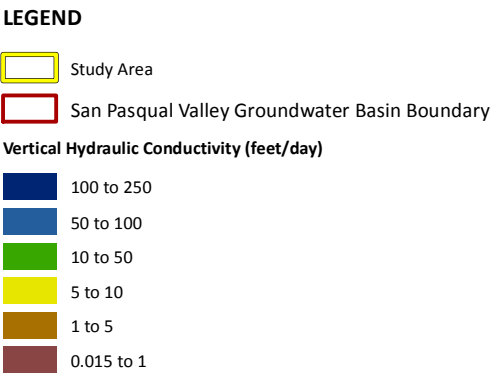 LEGEND
Study Area
San Pasqual Valley Groundwater Basin Boundary
Vertical Hydraulic Conductivity (feet/day)
100 to 250
50 to 100
10 to 50
5 to 10
1 to 5
0.015 to 1